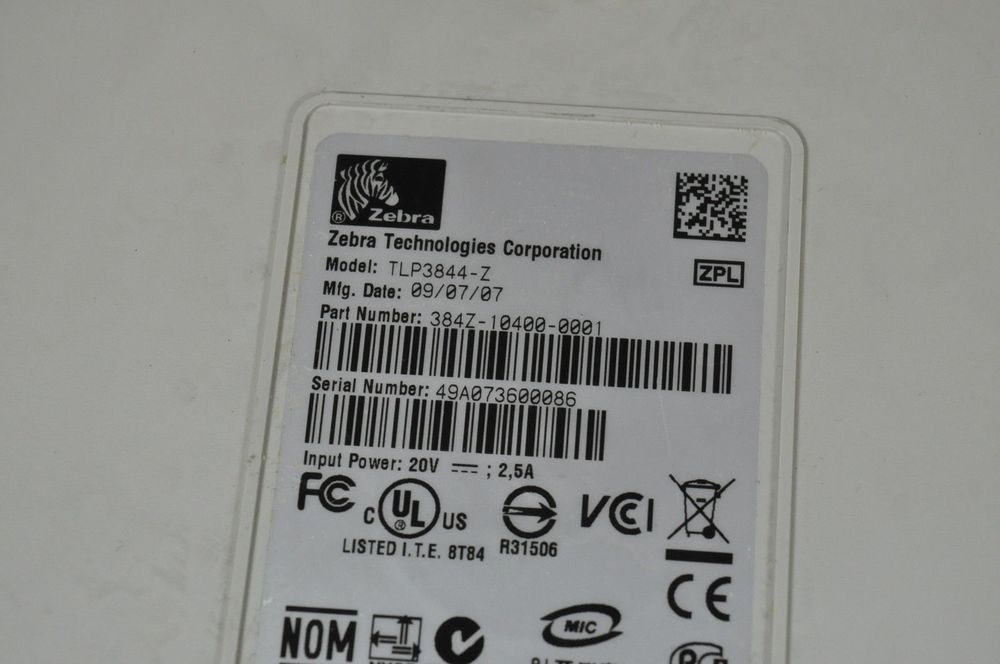 ® Zebra
Zebra Technologies Corporation
Model: TLP3844-Z
ZPL
Mfg. Date: 09/07/07
Part Number: 384Z-10400-0001
Serial Number: 49A073600086
Input Power: 20V ⎓ ; 2,5A
FC
C UL ® US
VCI
LISTED I.T.E. 8T84
R31506
CE
NOM
MIC